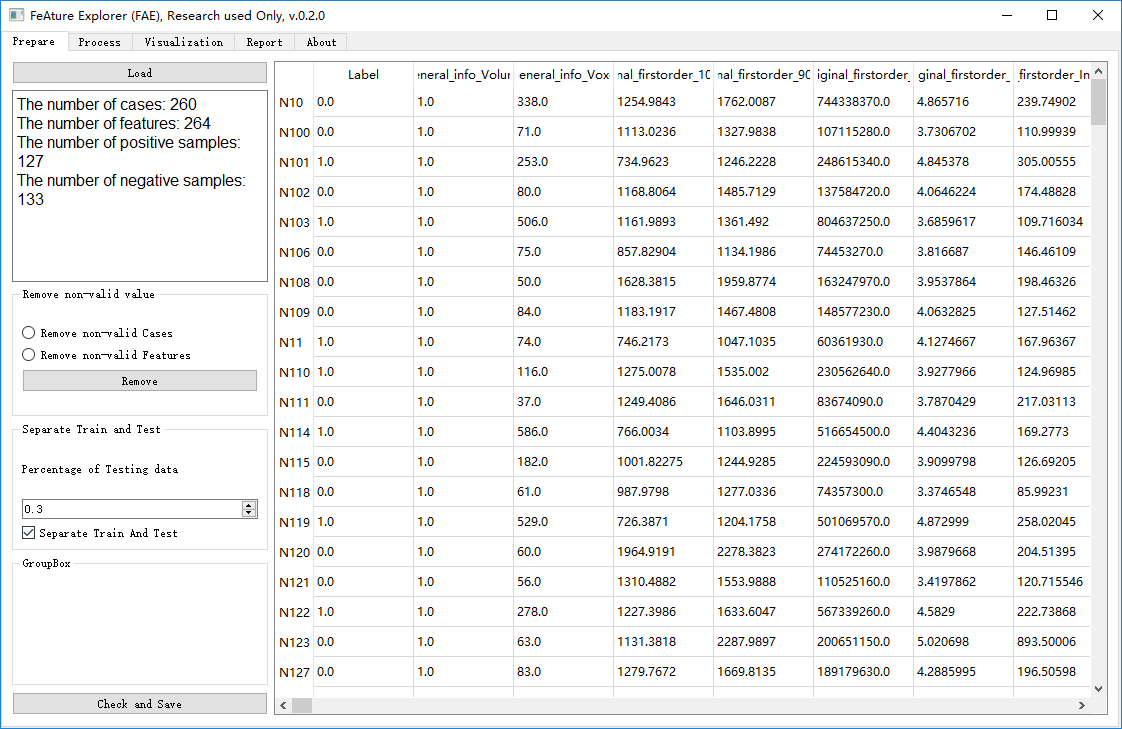 FeAture Explorer (FAE), Research used Only, v.0.2.0
Prepare Process Visualization Report About
Load
The number of cases: 260
The number of features: 264
The number of positive samples:
127
The number of negative samples:
133
Remove non-valid value
Remove non-valid Cases
Remove non-valid Features
Remove
Separate Train and Test
Percentage of Testing data
0.3
Separate Train And Test
GroupBox
Check and Save
Label eneral_info_Volur eneral_info_Vox nal_firstorder_10 nal_firstorder_90 iginal_firstorder_ ginal_firstorder_ _firstorder_In
N10 0.0 1.0 338.0 1254.9843 1762.0087 744338370.0 4.865716 239.74902
N100 0.0 1.0 71.0 1113.0236 1327.9838 107115280.0 3.7306702 110.99939
N101 1.0 1.0 253.0 734.9623 1246.2228 248615340.0 4.845378 305.00555
N102 0.0 1.0 80.0 1168.8064 1485.7129 137584720.0 4.0646224 174.48828
N103 1.0 1.0 506.0 1161.9893 1361.492 804637250.0 3.6859617 109.716034
N106 0.0 1.0 75.0 857.82904 1134.1986 74453270.0 3.816687 146.46109
N108 0.0 1.0 50.0 1628.3815 1959.8774 163247970.0 3.9537864 198.46326
N109 0.0 1.0 84.0 1183.1917 1467.4808 148577230.0 4.0632825 127.51462
N11 1.0 1.0 74.0 746.2173 1047.1035 60361930.0 4.1274667 167.96367
N110 1.0 1.0 116.0 1275.0078 1535.002 230562640.0 3.9277966 124.96985
N111 0.0 1.0 37.0 1249.4086 1646.0311 83674090.0 3.7870429 217.03113
N114 1.0 1.0 586.0 766.0034 1103.8995 516654500.0 4.4043236 169.2773
N115 0.0 1.0 182.0 1001.82275 1244.9285 224593090.0 3.9099798 126.69205
N118 0.0 1.0 61.0 987.9798 1277.0336 74357300.0 3.3746548 85.99231
N119 1.0 1.0 529.0 726.3871 1204.1758 501069570.0 4.872999 258.02045
N120 0.0 1.0 60.0 1964.9191 2278.3823 274172260.0 3.9879668 204.51395
N121 0.0 1.0 56.0 1310.4882 1553.9888 110525160.0 3.4197862 120.715546
N122 1.0 1.0 278.0 1227.3986 1633.6047 567339260.0 4.5829 222.73868
N123 0.0 1.0 63.0 1131.3818 2287.9897 200651150.0 5.020698 893.50006
N127 0.0 1.0 83.0 1279.7672 1669.8135 189179630.0 4.2885995 196.50598